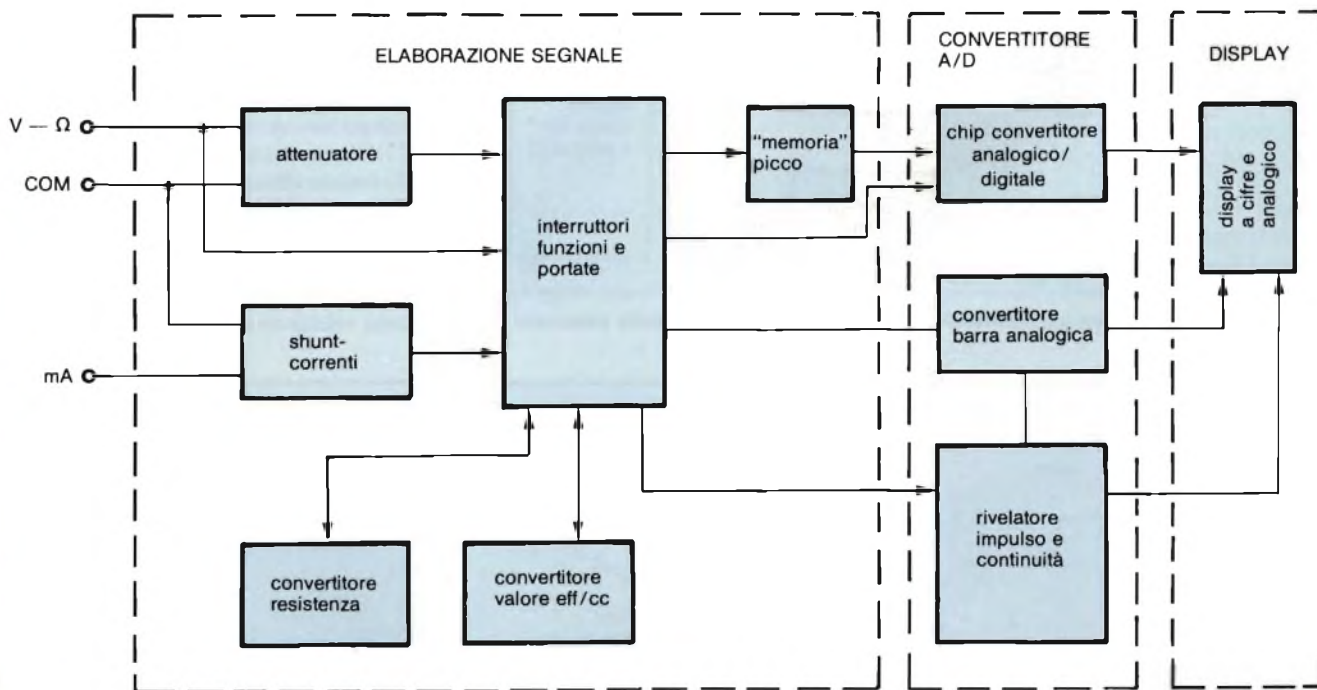 ELABORAZIONE SEGNALE
CONVERTITORE
A/D
DISPLAY
V — Ω
COM
mA
attenuatore
shunt-
correnti
interruttori
funzioni e
portate
"memoria"
picco
chip convertitore
analogico/
digitale
display
a cifre e
analogico
convertitore
barra analogica
convertitore
resistenza
convertitore
valore eff/cc
rivelatore
impulso e
continuità